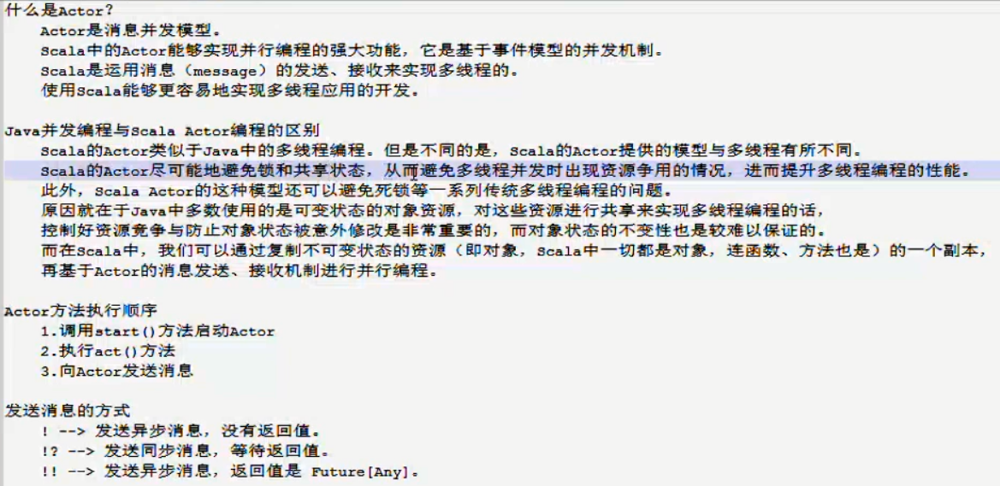 什么是Actor？
Actor是消息并发模型。
Scala中的Actor能够实现并行编程的强大功能，它是基于事件模型的并发机制。
Scala是运用消息（message）的发送、接收来实现多线程的。
使用Scala能够更容易地实现多线程应用的开发。
Java并发编程与Scala Actor编程的区别
Scala的Actor类似于Java中的多线程编程。但是不同的是，Scala的Actor提供的模型与多线程有所不同。
Scala的Actor尽可能地避免锁和共享状态，从而避免多线程并发时出现资源争用的情况，进而提升多线程编程的性能。
此外，Scala Actor的这种模型还可以避免死锁等一系列传统多线程编程的问题。
原因就在于Java中多数使用的是可变状态的对象资源，对这些资源进行共享来实现多线程编程的话，
控制好资源竞争与防止对象状态被意外修改是非常重要的，而对象状态的不变性也是较难以保证的。
而在Scala中，我们可以通过复制不可变状态的资源（即对象，Scala中一切都是对象，连函数、方法也是）的一个副本，
再基于Actor的消息发送、接收机制进行并行编程。
Actor方法执行顺序
1.调用start()方法启动Actor
2.执行act()方法
3.向Actor发送消息
发送消息的方式
! --> 发送异步消息，没有返回值。
!? --> 发送同步消息，等待返回值。
!! --> 发送异步消息，返回值是 Future[Any]。